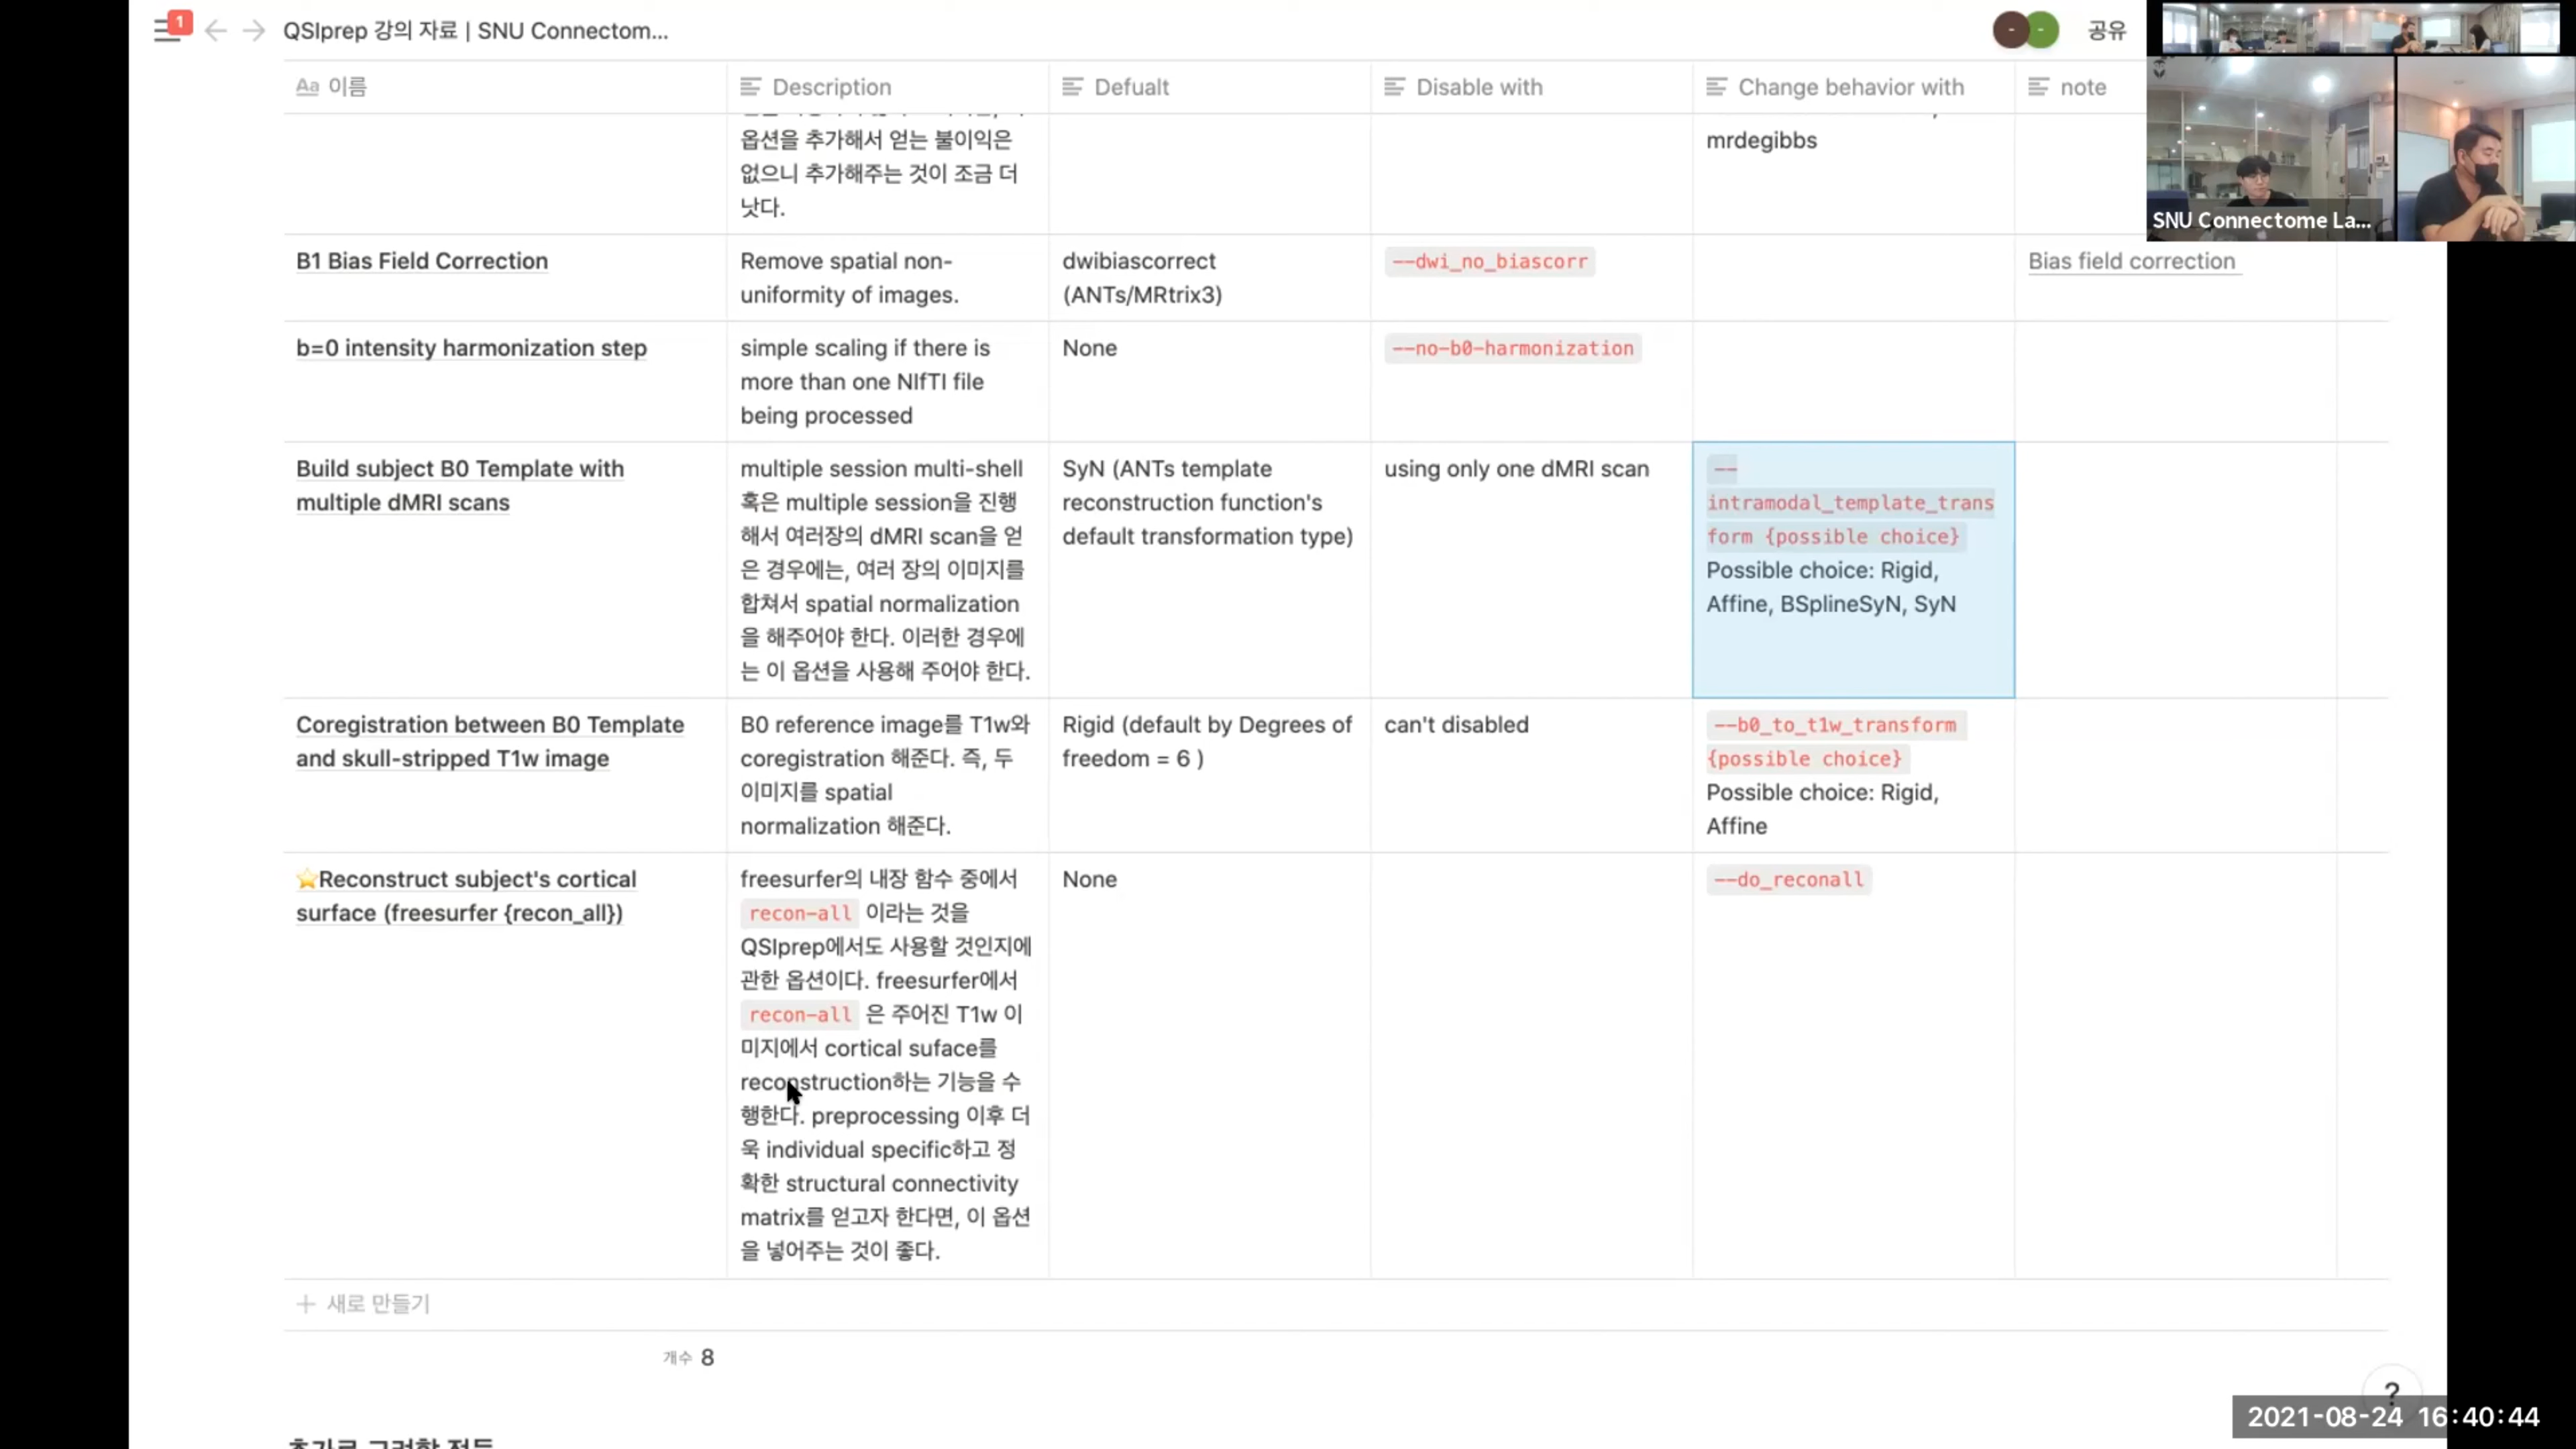 1
QSIprep 강의 자료 | SNU Connectom...
공유
Aa 이름
Description
Defualt
Disable with
Change behavior with
note
옵션을 추가해서 얻는 불이익은
없으니 추가해주는 것이 조금 더
낫다.
mrdegibbs
SNU Connectome La...
B1 Bias Field Correction
Remove spatial non-
uniformity of images.
dwibiascorrect
(ANTs/MRtrix3)
--dwi_no_biascorr
Bias field correction
b=0 intensity harmonization step
simple scaling if there is
more than one NIfTI file
being processed
None
--no-b0-harmonization
Build subject B0 Template with
multiple dMRI scans
multiple session multi-shell
혹은 multiple session을 진행
해서 여러장의 dMRI scan을 얻
은 경우에는, 여러 장의 이미지를
합쳐서 spatial normalization
을 해주어야 한다. 이러한 경우에
는 이 옵션을 사용해 주어야 한다.
SyN (ANTs template
reconstruction function's
default transformation type)
using only one dMRI scan
--
intramodal_template_trans
form {possible choice}
Possible choice: Rigid,
Affine, BSplineSyN, SyN
Coregistration between B0 Template
and skull-stripped T1w image
B0 reference image를 T1w와
coregistration 해준다. 즉, 두
이미지를 spatial
normalization 해준다.
Rigid (default by Degrees of
freedom = 6 )
can't disabled
--b0_to_t1w_transform
{possible choice}
Possible choice: Rigid,
Affine
⭐Reconstruct subject's cortical
surface (freesurfer {recon_all})
freesurfer의 내장 함수 중에서
recon-all 이라는 것을
QSIprep에서도 사용할 것인지에
관한 옵션이다. freesurfer에서
recon-all 은 주어진 T1w 이
미지에서 cortical suface를
reconstruction하는 기능을 수
행한다. preprocessing 이후 더
욱 individual specific하고 정
확한 structural connectivity
matrix를 얻고자 한다면, 이 옵션
을 넣어주는 것이 좋다.
None
--do_reconall
+ 새로 만들기
개수 8
?
2021-08-24 16:40:44